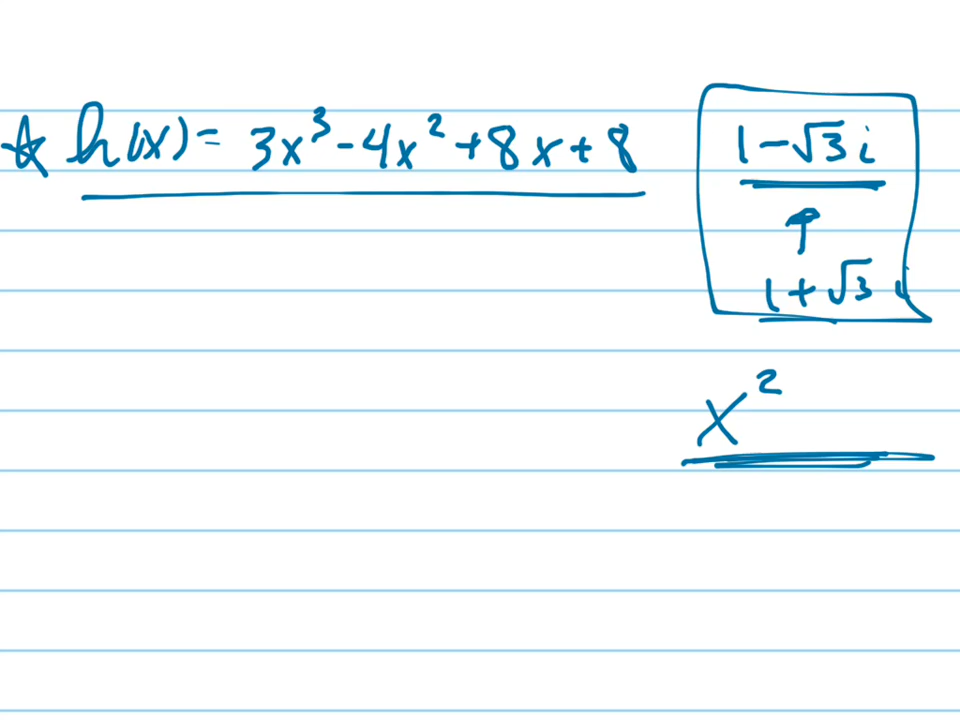 ☆ h(x) = 3x³ - 4x² + 8x + 8
1 - √3 i
↑
1 + √3 i
x²